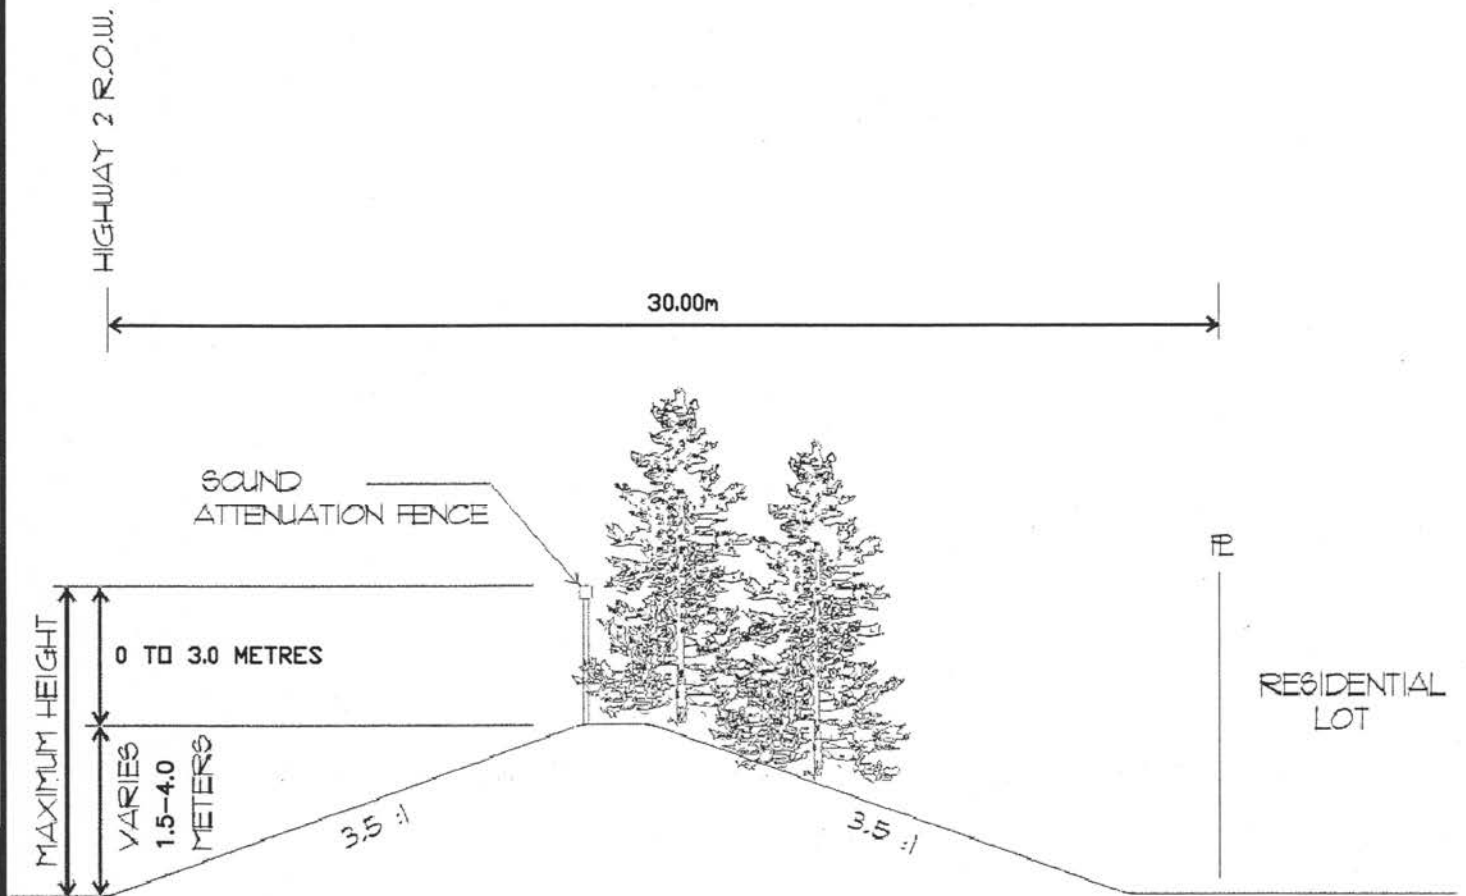 HIGHWAY 2 R.O.W.
30.00m
SOUND
ATTENUATION FENCE
PL
MAXIMUM HEIGHT
0 TO 3.0 METRES
RESIDENTIAL
LOT
VARIES
1.5-4.0
METERS
3.5 :1
3.5 :1